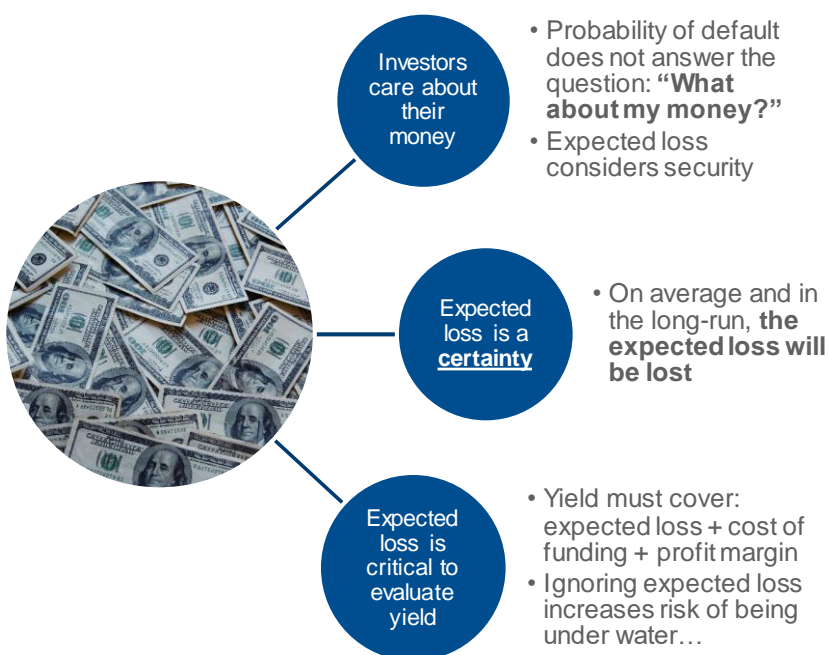 Investors
care about
their
money
• Probability of default
does not answer the
question: “What
about my money?”
• Expected loss
considers security
Expected
loss is a
certainty
• On average and in
the long-run, the
expected loss will
be lost
Expected
loss is
critical to
evaluate
yield
• Yield must cover:
expected loss + cost of
funding + profit margin
• Ignoring expected loss
increases risk of being
under water…